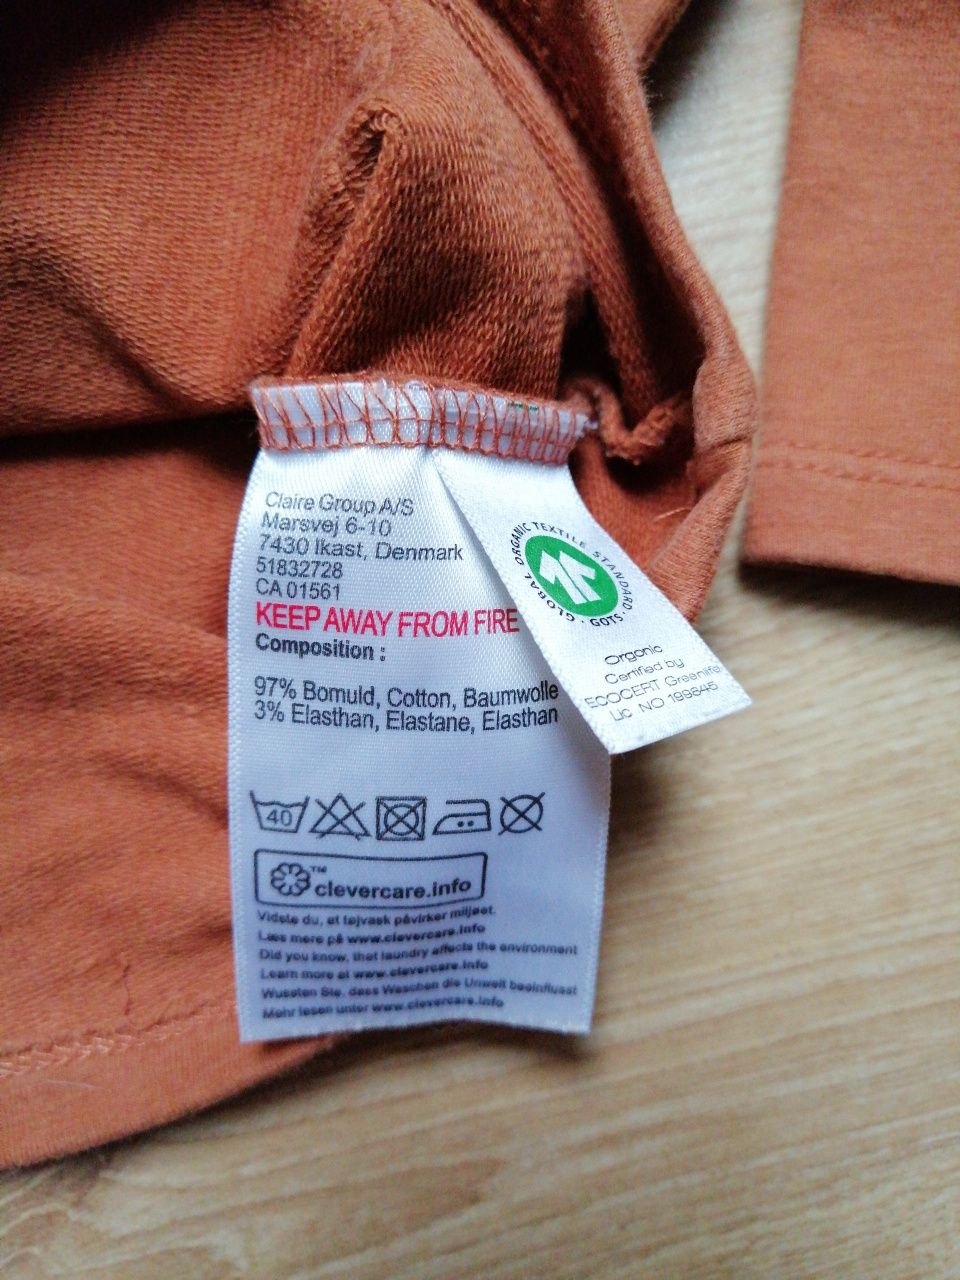 Claire Group A/S
Marsvej 6-10
7430 Ikast, Denmark
51832728
CA 01561
KEEP AWAY FROM FIRE
Composition :
97% Bomuld, Cotton, Baumwolle
3% Elasthan, Elastane, Elasthan
40
™
clevercare.info
Vidste du, at tøjvask påvirker miljøet.
Læs mere på www.clevercare.info
Did you know, that laundry affects the environment
Learn more at www.clevercare.info
Wussten Sie, dass Waschen die Umwelt beeinflusst
Mehr lesen unter www.clevercare.info
GLOBAL ORGANIC TEXTILE STANDARD · GOTS ·
Organic
Certified by
ECOCERT Greenlife
Lic NO 199845